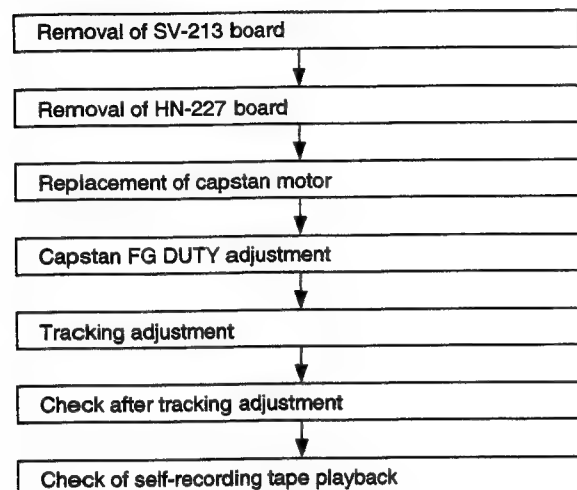 Removal of SV-213 board
Removal of HN-227 board
Replacement of capstan motor
Capstan FG DUTY adjustment
Tracking adjustment
Check after tracking adjustment
Check of self-recording tape playback